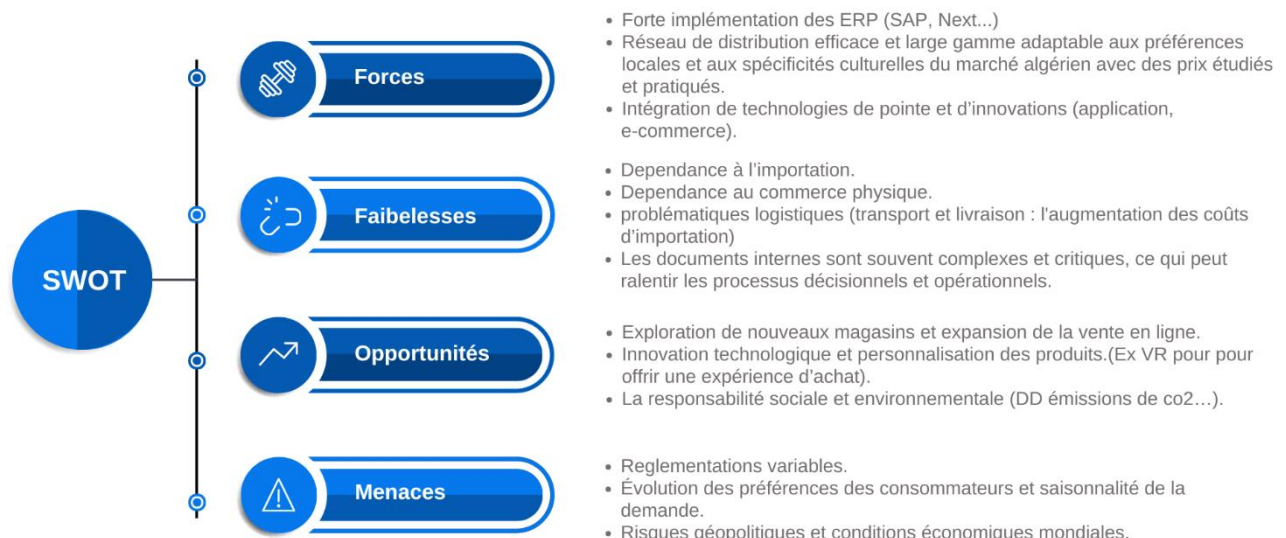 SWOT
Forces
• Forte implémentation des ERP (SAP, Next...)
• Réseau de distribution efficace et large gamme adaptable aux préférences
locales et aux spécificités culturelles du marché algérien avec des prix étudiés
et pratiqués.
• Intégration de technologies de pointe et d’innovations (application,
e-commerce).
Faibelesses
• Dependance à l’importation.
• Dependance au commerce physique.
• problématiques logistiques (transport et livraison : l'augmentation des coûts
d’importation)
• Les documents internes sont souvent complexes et critiques, ce qui peut
ralentir les processus décisionnels et opérationnels.
Opportunités
• Exploration de nouveaux magasins et expansion de la vente en ligne.
• Innovation technologique et personnalisation des produits.(Ex VR pour pour
offrir une expérience d’achat).
• La responsabilité sociale et environnementale (DD émissions de co2…).
Menaces
• Reglementations variables.
• Évolution des préférences des consommateurs et saisonnalité de la
demande.
• Risques géopolitiques et conditions économiques mondiales.